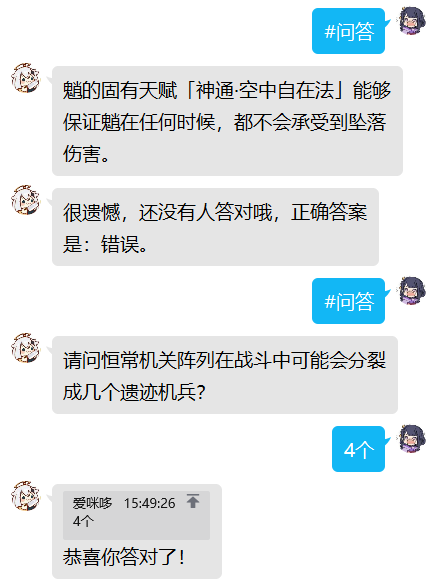 #问答
魈的固有天赋「神通·空中自在法」能够
保证魈在任何时候，都不会承受到坠落
伤害。
很遗憾，还没有人答对哦，正确答案
是：错误。
#问答
请问恒常机关阵列在战斗中可能会分裂
成几个遗迹机兵？
4个
爱咪哆 15:49:26
4个
恭喜你答对了！